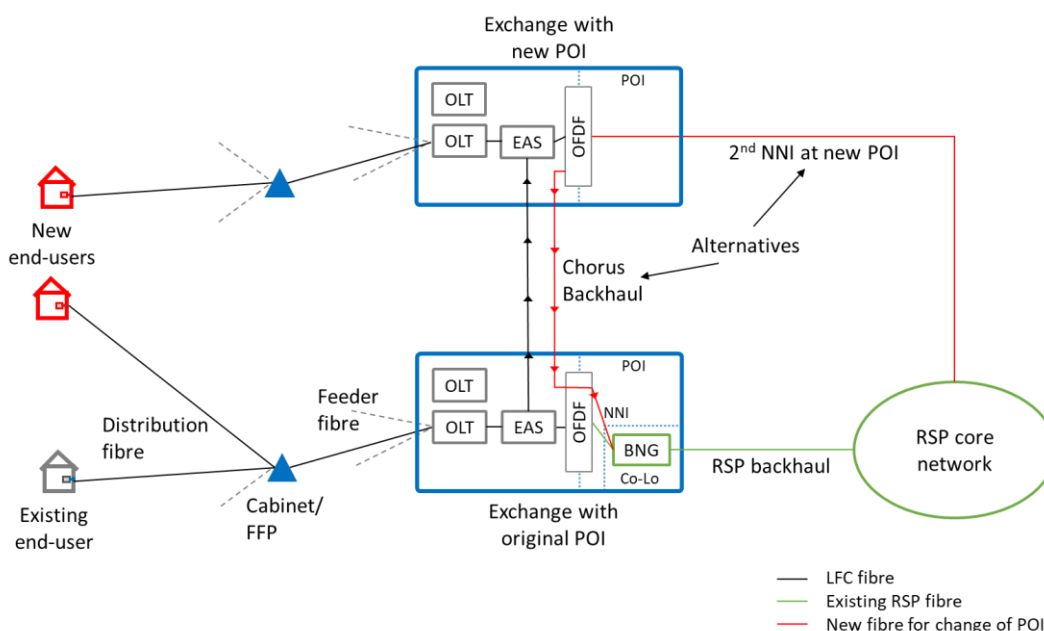 Exchange with
new POI
POI
OLT
OLT
EAS
OFDF
2nd NNI at new POI
New
end-users
Alternatives
Chorus
Backhaul
POI
OLT
Feeder
fibre
NNI
OLT
EAS
OFDF
Distribution
fibre
BNG
Co-Lo
RSP backhaul
RSP core
network
Existing
end-user
Cabinet/
FFP
Exchange with
original POI
LFC fibre
Existing RSP fibre
New fibre for change of POI